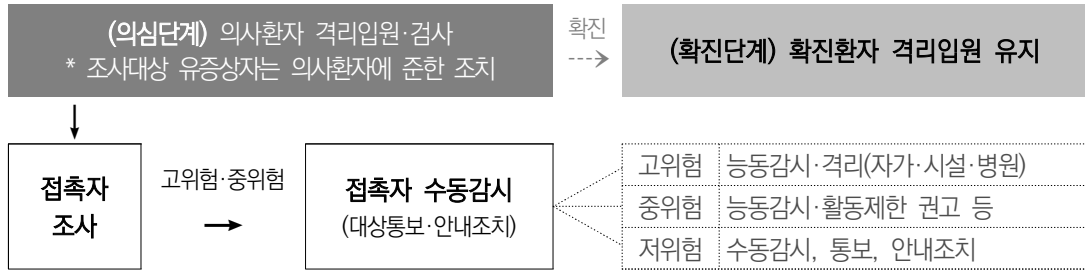 (의심단계) 의사환자 격리입원·검사
* 조사대상 유증상자는 의사환자에 준한 조치
확진
(확진단계) 확진환자 격리입원 유지
접촉자
조사
고위험·중위험
접촉자 수동감시
(대상통보·안내조치)
고위험 능동감시·격리(자가·시설·병원)
중위험 능동감시·활동제한 권고 등
저위험 수동감시, 통보, 안내조치